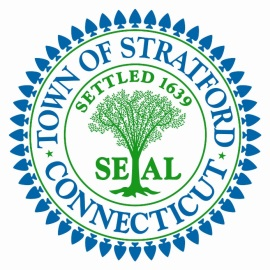 TOWN OF STRATFORD
CONNECTICUT
SETTLED 1639
SEAL